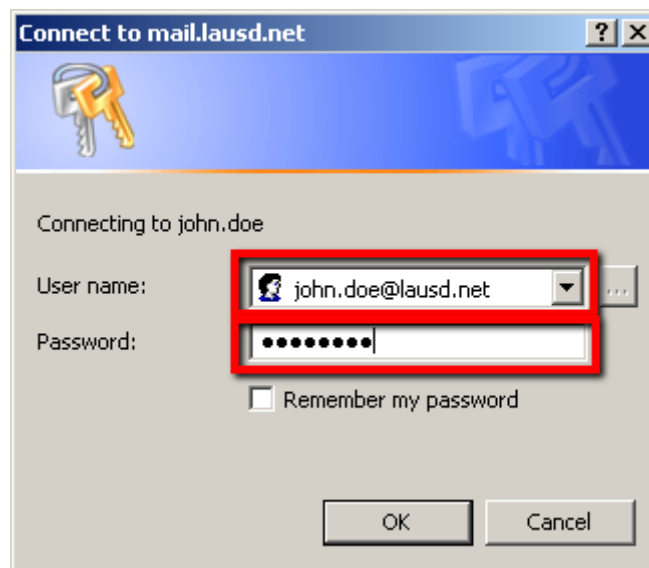 Connect to mail.lausd.net
Connecting to john.doe
User name: john.doe@lausd.net ...
Password: ●●●●●●●●
Remember my password
OK Cancel